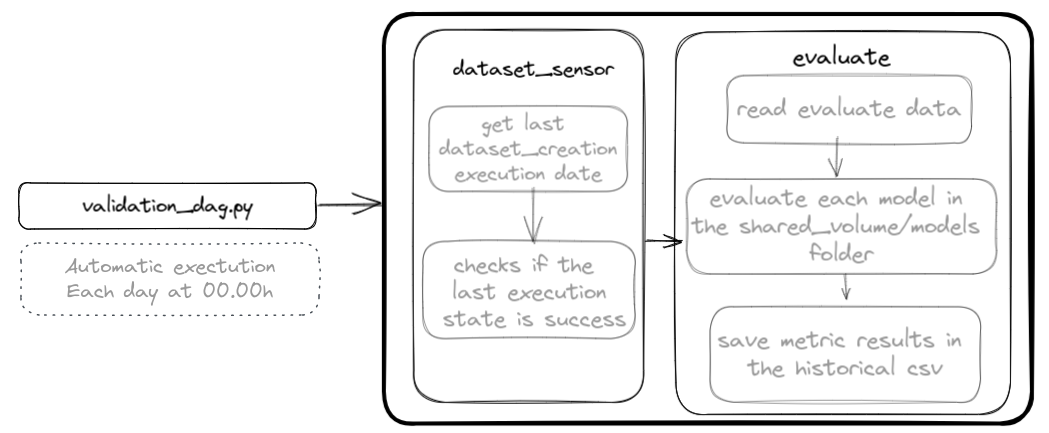 validation_dag.py
Automatic exectution
Each day at 00.00h
dataset_sensor
get last
dataset_creation
execution date
checks if the
last execution
state is success
evaluate
read evaluate data
evaluate each model in
the shared_volume/models
folder
save metric results in
the historical csv